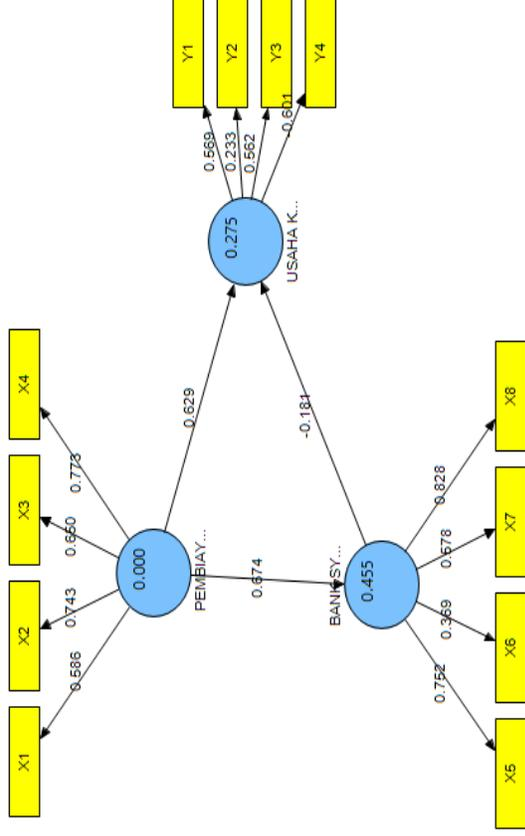 X1
X2
X3
X4
0.586
0.743
0.650
0.773
0.000
PEMBIAY...
0.629
0.674
0.275
USAHA K...
0.569
0.233
0.562
-0.601
Y1
Y2
Y3
Y4
-0.181
BANKSY...
0.455
0.752
0.369
0.678
0.828
X5
X6
X7
X8